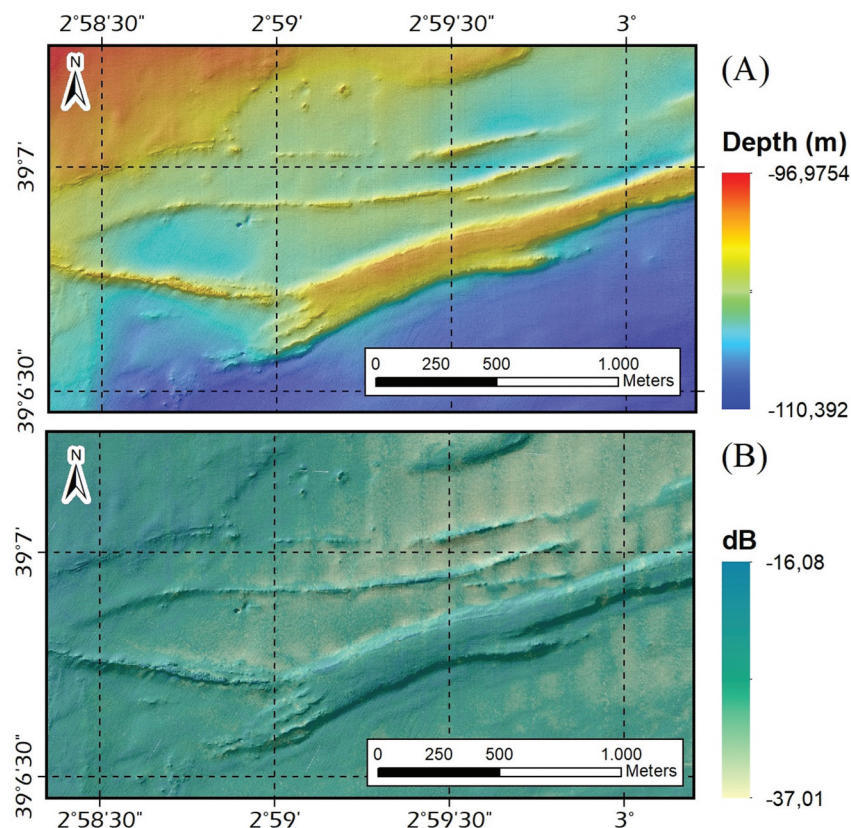 2°58'30" 2°59' 2°59'30" 3°
(A)
N
39°7'
39°6'30"
Depth (m)
-96,9754
-110,392
0 250 500 1.000
Meters
(B)
N
39°7'
39°6'30"
dB
-16,08
-37,01
0 250 500 1.000
Meters
2°58'30" 2°59' 2°59'30" 3°